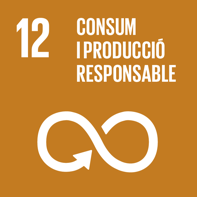 12 CONSUM
I PRODUCCIÓ
RESPONSABLE